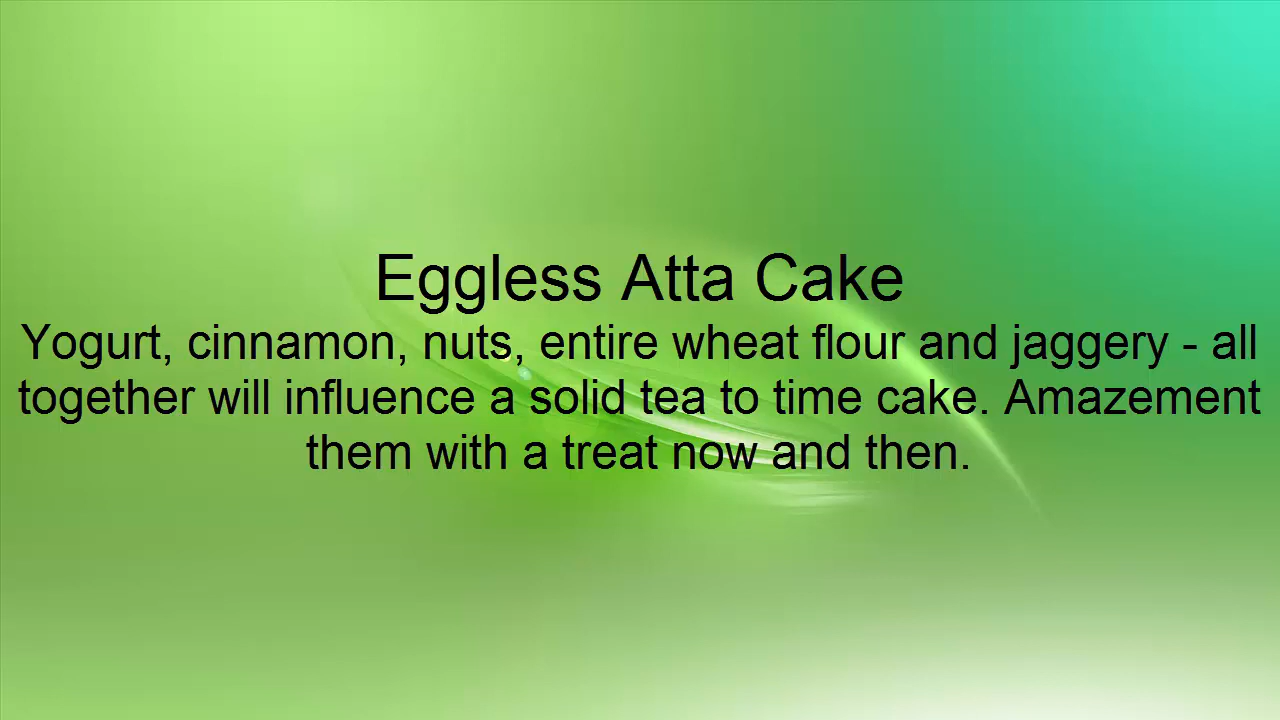 Eggless Atta Cake
Yogurt, cinnamon, nuts, entire wheat flour and jaggery - all
together will influence a solid tea to time cake. Amazement
them with a treat now and then.